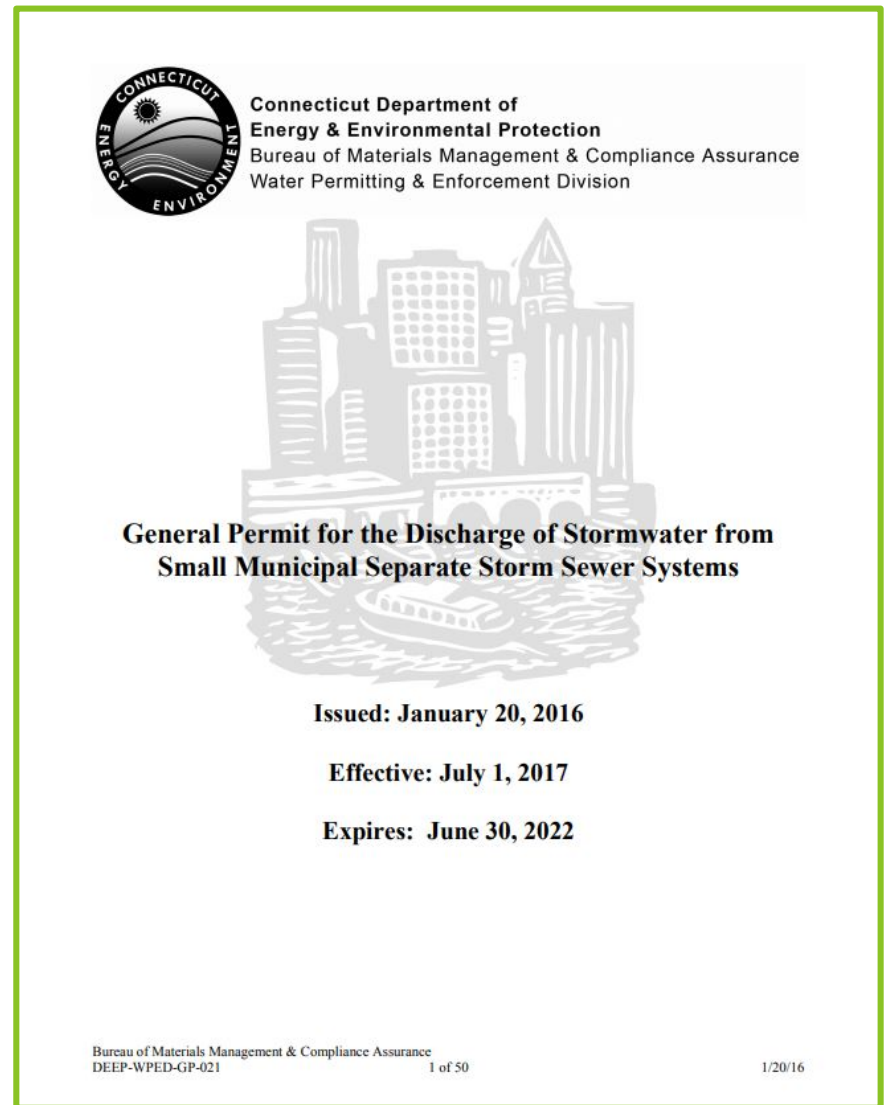 CONNECTICUT
ENERGY
ENVIRONMENT
Connecticut Department of
Energy & Environmental Protection
Bureau of Materials Management & Compliance Assurance
Water Permitting & Enforcement Division
General Permit for the Discharge of Stormwater from
Small Municipal Separate Storm Sewer Systems
Issued: January 20, 2016
Effective: July 1, 2017
Expires: June 30, 2022
Bureau of Materials Management & Compliance Assurance
DEEP-WPED-GP-021 1 of 50 1/20/16